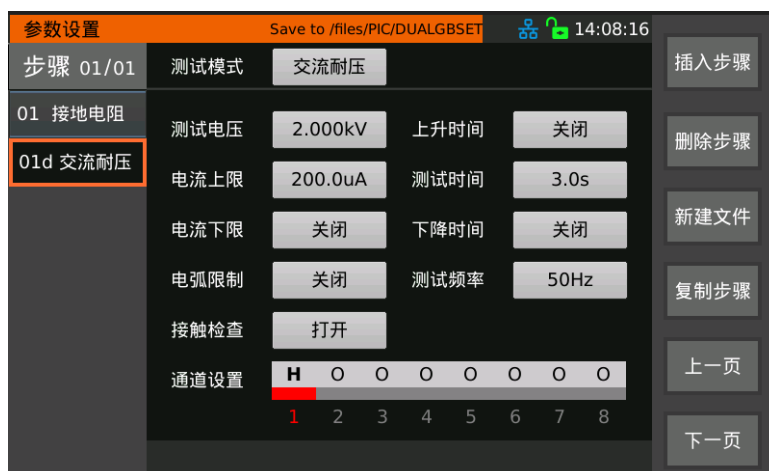 参数设置 Save to /files/PIC/DUALGBSET 14:08:16
步骤 01/01
01 接地电阻
01d 交流耐压
测试模式 交流耐压
测试电压 2.000kV 上升时间 关闭
电流上限 200.0uA 测试时间 3.0s
电流下限 关闭 下降时间 关闭
电弧限制 关闭 测试频率 50Hz
接触检查 打开
通道设置 H O O O O O O O
1 2 3 4 5 6 7 8
插入步骤
删除步骤
新建文件
复制步骤
上一页
下一页